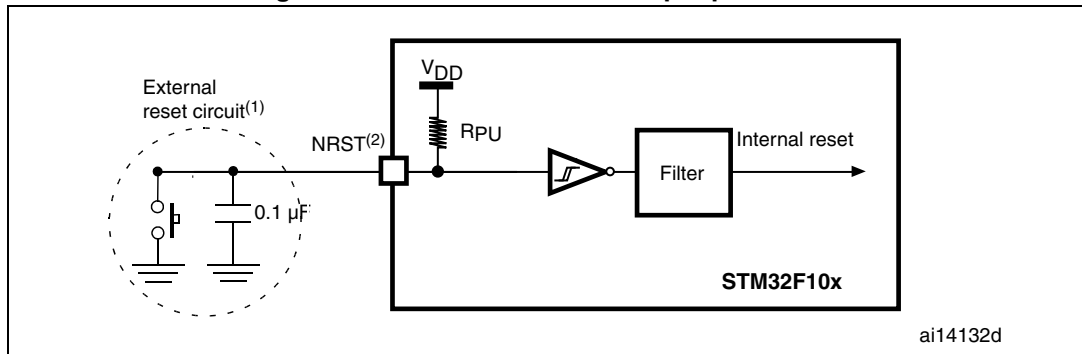 External
reset circuit(1)
VDD
NRST(2)
RPU
Internal reset
Filter
0.1 µF
STM32F10x
ai14132d